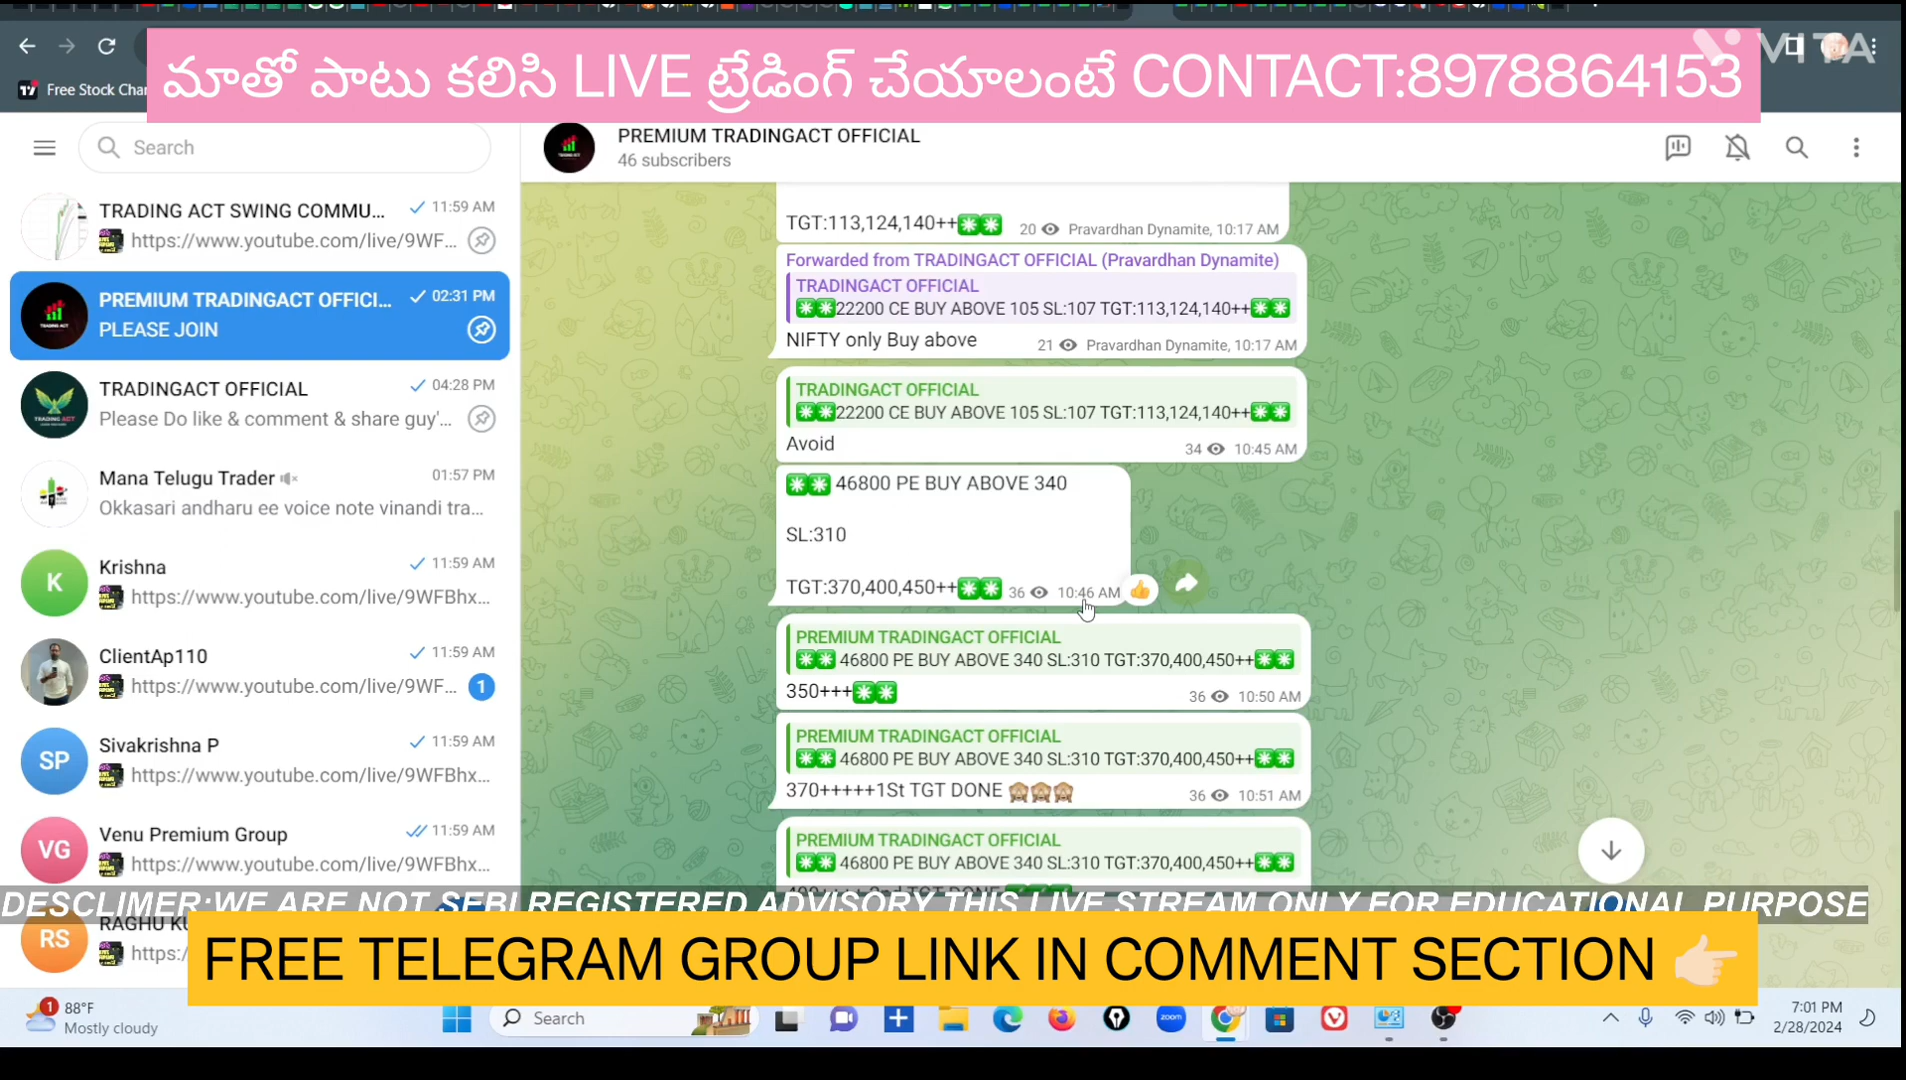 VITA
Free Stock Cha
మాతో పాటు కలిసి LIVE ట్రేడింగ్ చేయాలంటే CONTACT:8978864153
Search
TRADING ACT SWING COMMU... 11:59 AM
https://www.youtube.com/live/9WF...
PREMIUM TRADINGACT OFFICI... 02:31 PM
PLEASE JOIN
TRADINGACT OFFICIAL 04:28 PM
Please Do like & comment & share guy'...
Mana Telugu Trader 01:57 PM
Okkasari andharu ee voice note vinandi tra...
K
Krishna 11:59 AM
https://www.youtube.com/live/9WFBhx...
ClientAp110 11:59 AM
https://www.youtube.com/live/9WF... 1
SP
Sivakrishna P 11:59 AM
https://www.youtube.com/live/9WFBhx...
VG
Venu Premium Group 11:59 AM
https://www.youtube.com/live/9WFBhx...
RS
RAGHU KU
https://
PREMIUM TRADINGACT OFFICIAL
46 subscribers
TGT:113,124,140++✳️✳️ 20 Pravardhan Dynamite, 10:17 AM
Forwarded from TRADINGACT OFFICIAL (Pravardhan Dynamite)
TRADINGACT OFFICIAL
✳️✳️22200 CE BUY ABOVE 105 SL:107 TGT:113,124,140++✳️✳️
NIFTY only Buy above 21 Pravardhan Dynamite, 10:17 AM
TRADINGACT OFFICIAL
✳️✳️22200 CE BUY ABOVE 105 SL:107 TGT:113,124,140++✳️✳️
Avoid 34 10:45 AM
✳️✳️ 46800 PE BUY ABOVE 340
SL:310
TGT:370,400,450++✳️✳️ 36 10:46 AM 👍
PREMIUM TRADINGACT OFFICIAL
✳️✳️ 46800 PE BUY ABOVE 340 SL:310 TGT:370,400,450++✳️✳️
350+++✳️✳️ 36 10:50 AM
PREMIUM TRADINGACT OFFICIAL
✳️✳️ 46800 PE BUY ABOVE 340 SL:310 TGT:370,400,450++✳️✳️
370+++++1St TGT DONE 🙈🙈🙈 36 10:51 AM
PREMIUM TRADINGACT OFFICIAL
✳️✳️ 46800 PE BUY ABOVE 340 SL:310 TGT:370,400,450++✳️✳️
DESCLIMER:WE ARE NOT SEBI REGISTERED ADVISORY THIS LIVE STREAM ONLY FOR EDUCATIONAL PURPOSE
FREE TELEGRAM GROUP LINK IN COMMENT SECTION 👉🏻
1
88°F
Mostly cloudy
Search
zoom
7:01 PM
2/28/2024